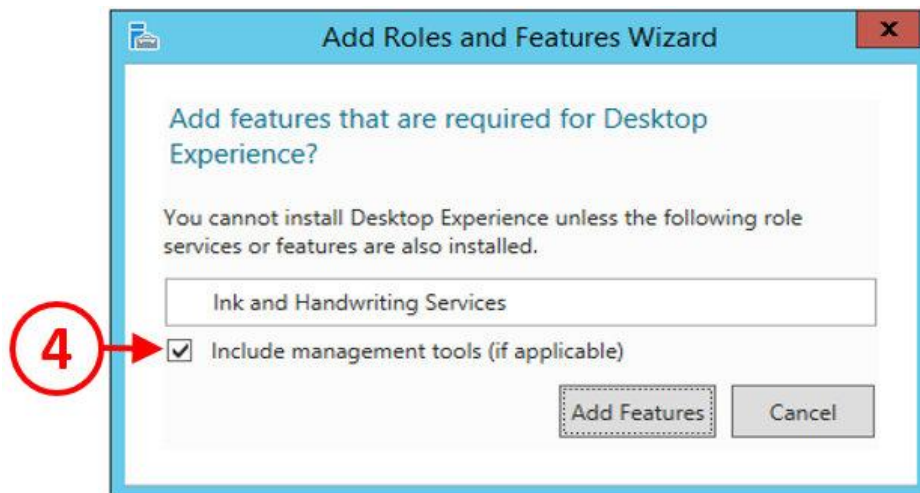 Add Roles and Features Wizard
x
Add features that are required for Desktop
Experience?
You cannot install Desktop Experience unless the following role
services or features are also installed.
Ink and Handwriting Services
4
Include management tools (if applicable)
Add Features
Cancel